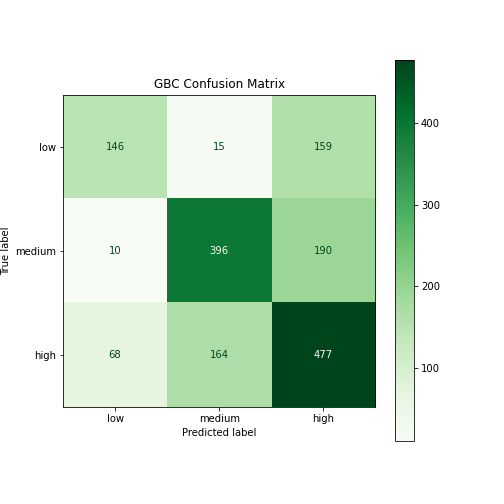 GBC Confusion Matrix
low 146 15 159
medium 10 396 190
high 68 164 477
low medium high
Predicted label
True label
400
300
200
100